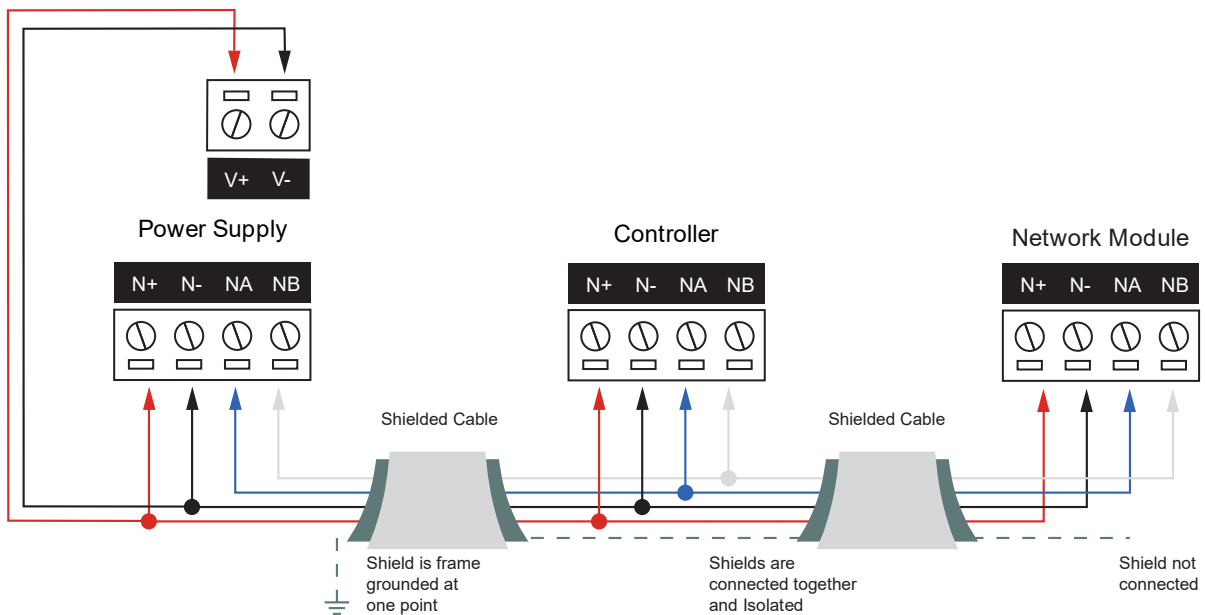 V+ V-
Power Supply
Controller
Network Module
N+ N- NA NB
N+ N- NA NB
N+ N- NA NB
Shielded Cable
Shielded Cable
Shield is frame
grounded at
one point
Shields are
connected together
and Isolated
Shield not
connected